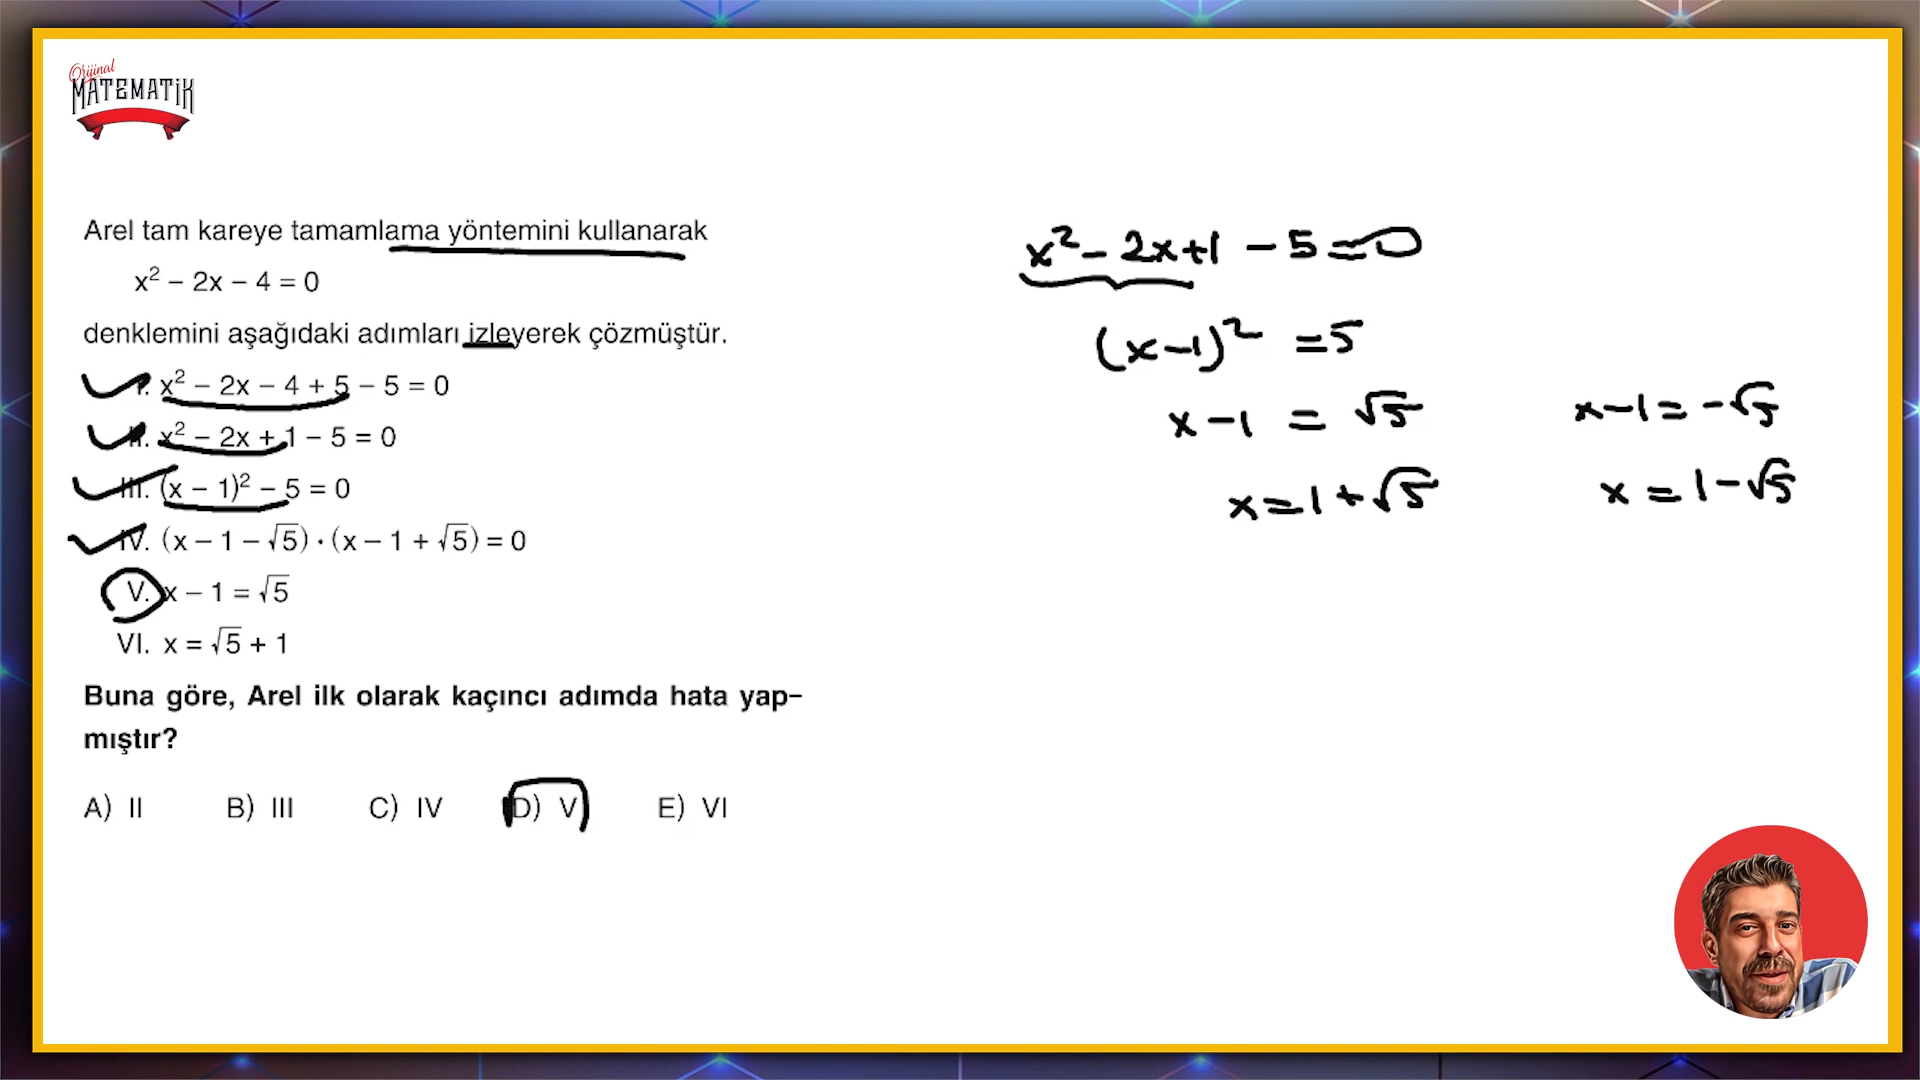 Orijinal
MATEMATİK
Arel tam kareye tamamlama yöntemini kullanarak
x² − 2x − 4 = 0
denklemini aşağıdaki adımları izleyerek çözmüştür.
I. x² − 2x − 4 + 5 − 5 = 0
II. x² − 2x + 1 − 5 = 0
III. (x − 1)² − 5 = 0
IV. (x − 1 − √5) · (x − 1 + √5) = 0
V. x − 1 = √5
VI. x = √5 + 1
Buna göre, Arel ilk olarak kaçıncı adımda hata yap-
mıştır?
A) II B) III C) IV D) V E) VI
x² − 2x + 1 − 5 = 0
(x − 1)² = 5
x − 1 = √5 x − 1 = −√5
x = 1 + √5 x = 1 − √5